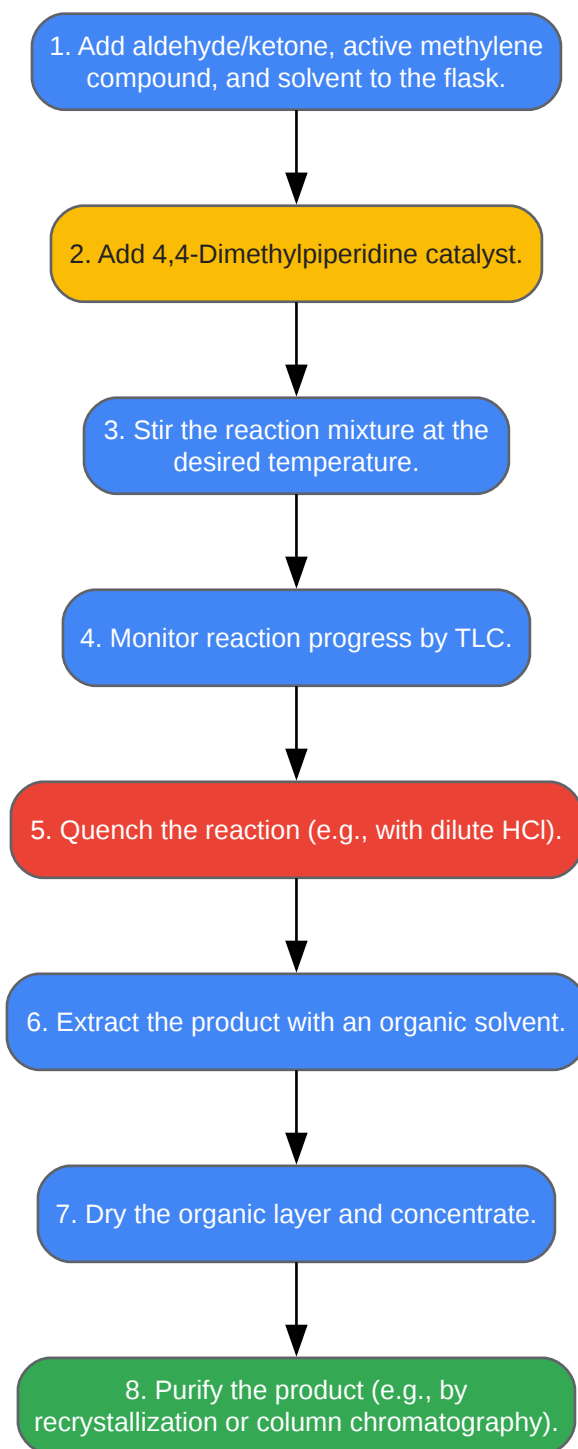 1. Add aldehyde/ketone, active methylene
compound, and solvent to the flask.
2. Add 4,4-Dimethylpiperidine catalyst.
3. Stir the reaction mixture at the
desired temperature.
4. Monitor reaction progress by TLC.
5. Quench the reaction (e.g., with dilute HCl).
6. Extract the product with an organic solvent.
7. Dry the organic layer and concentrate.
8. Purify the product (e.g., by
recrystallization or column chromatography).